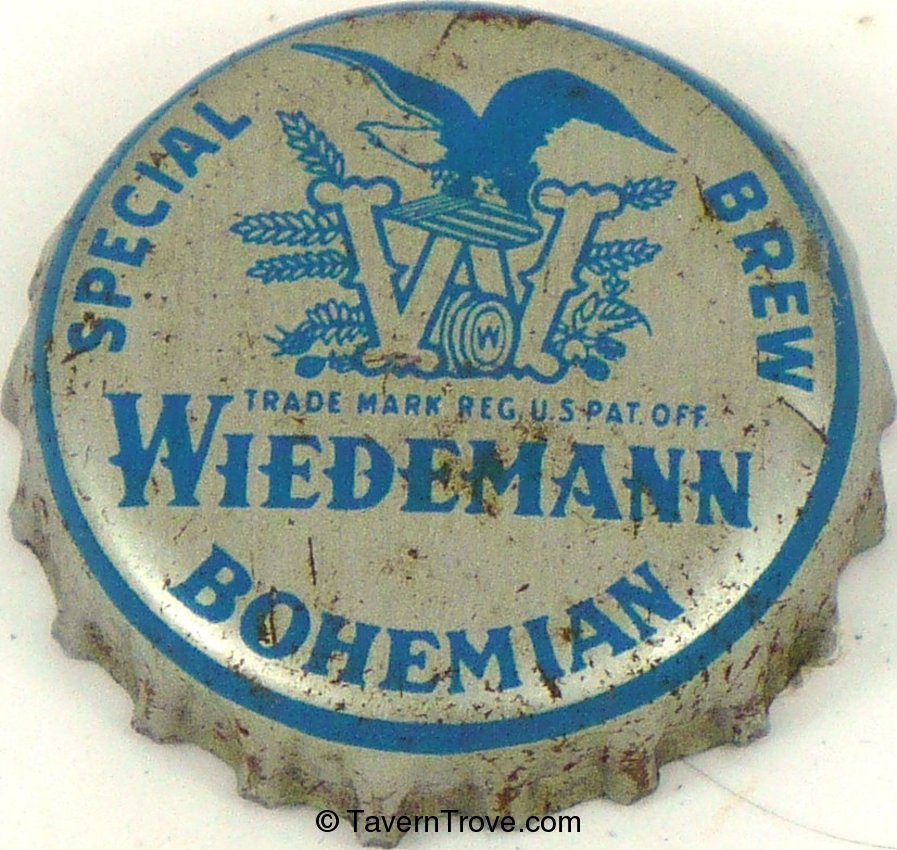 SPECIAL BREW
W
W
TRADE MARK REG. U.S. PAT. OFF.
WIEDEMANN
BOHEMIAN
© TavernTrove.com